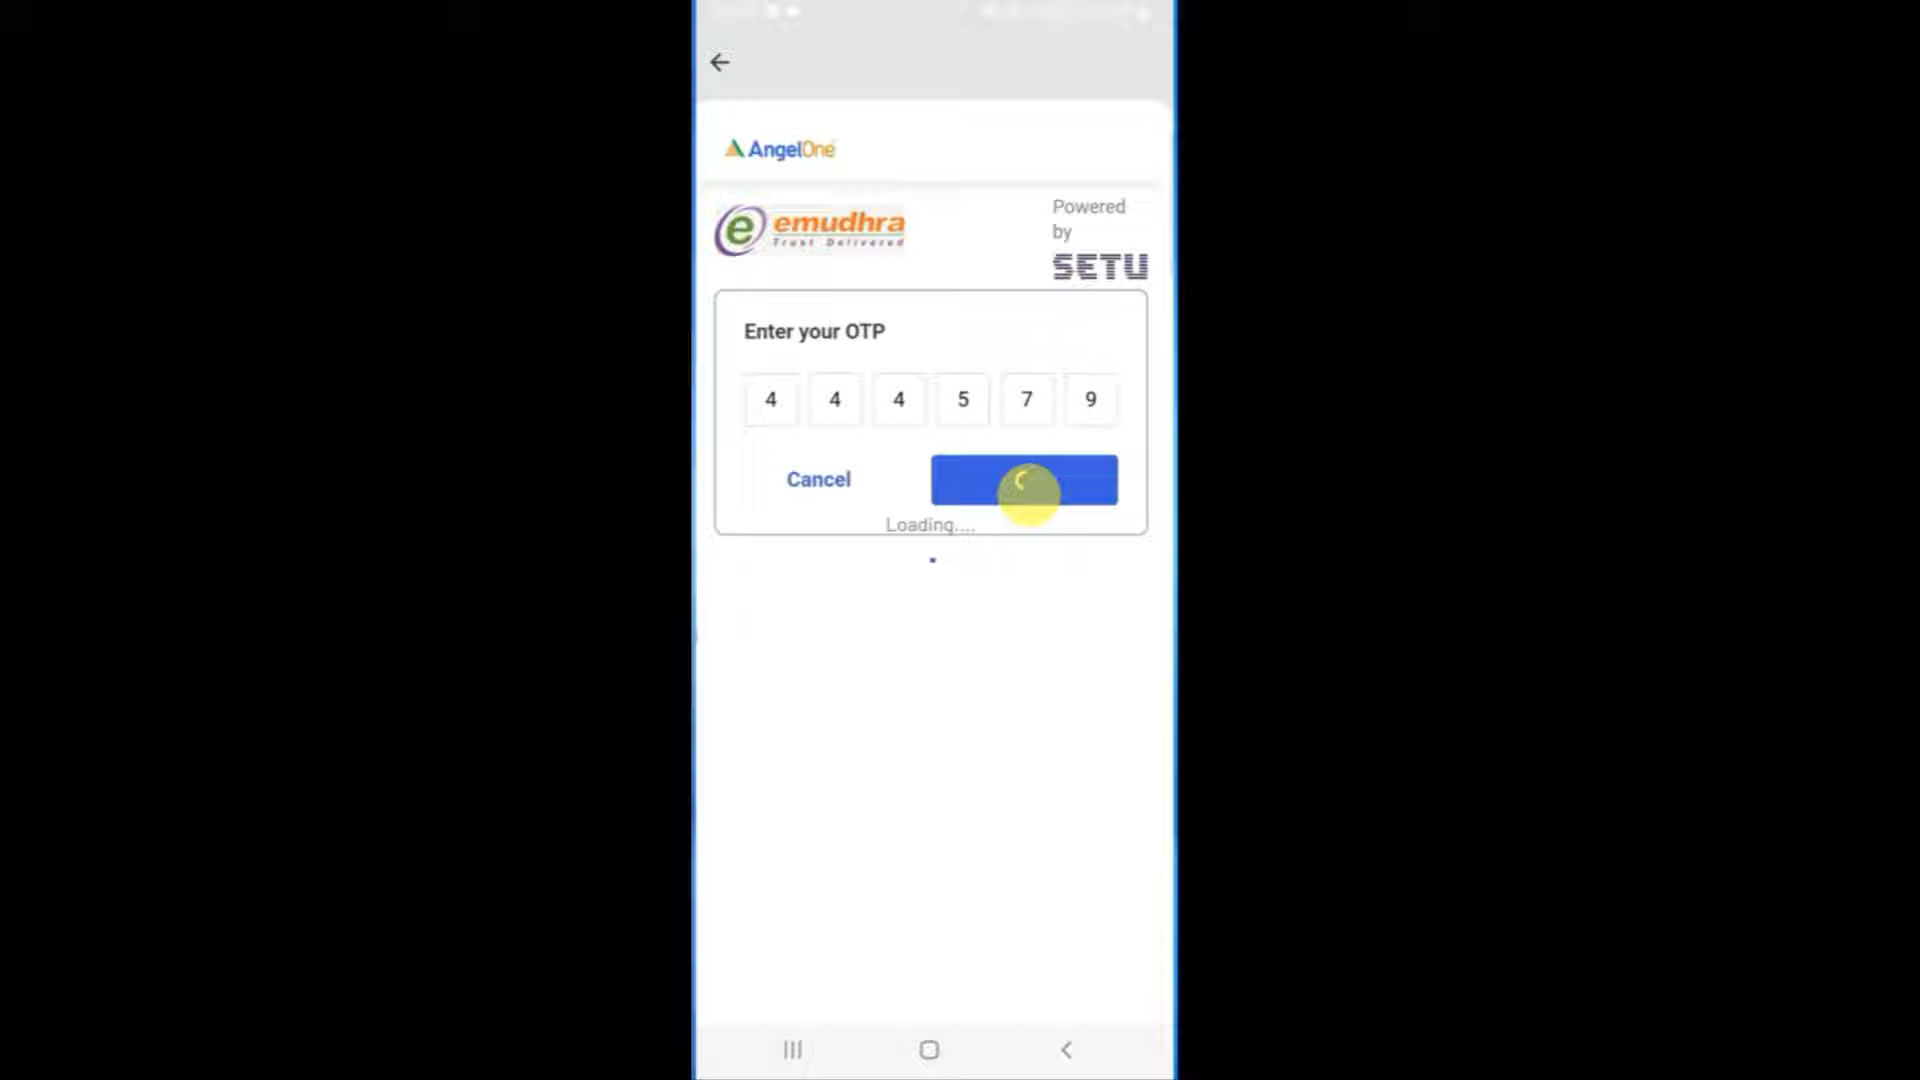 AngelOne
emudhra
Trust Delivered
Powered
by
SETU
Enter your OTP
4 4 4 5 7 9
Cancel
Loading....